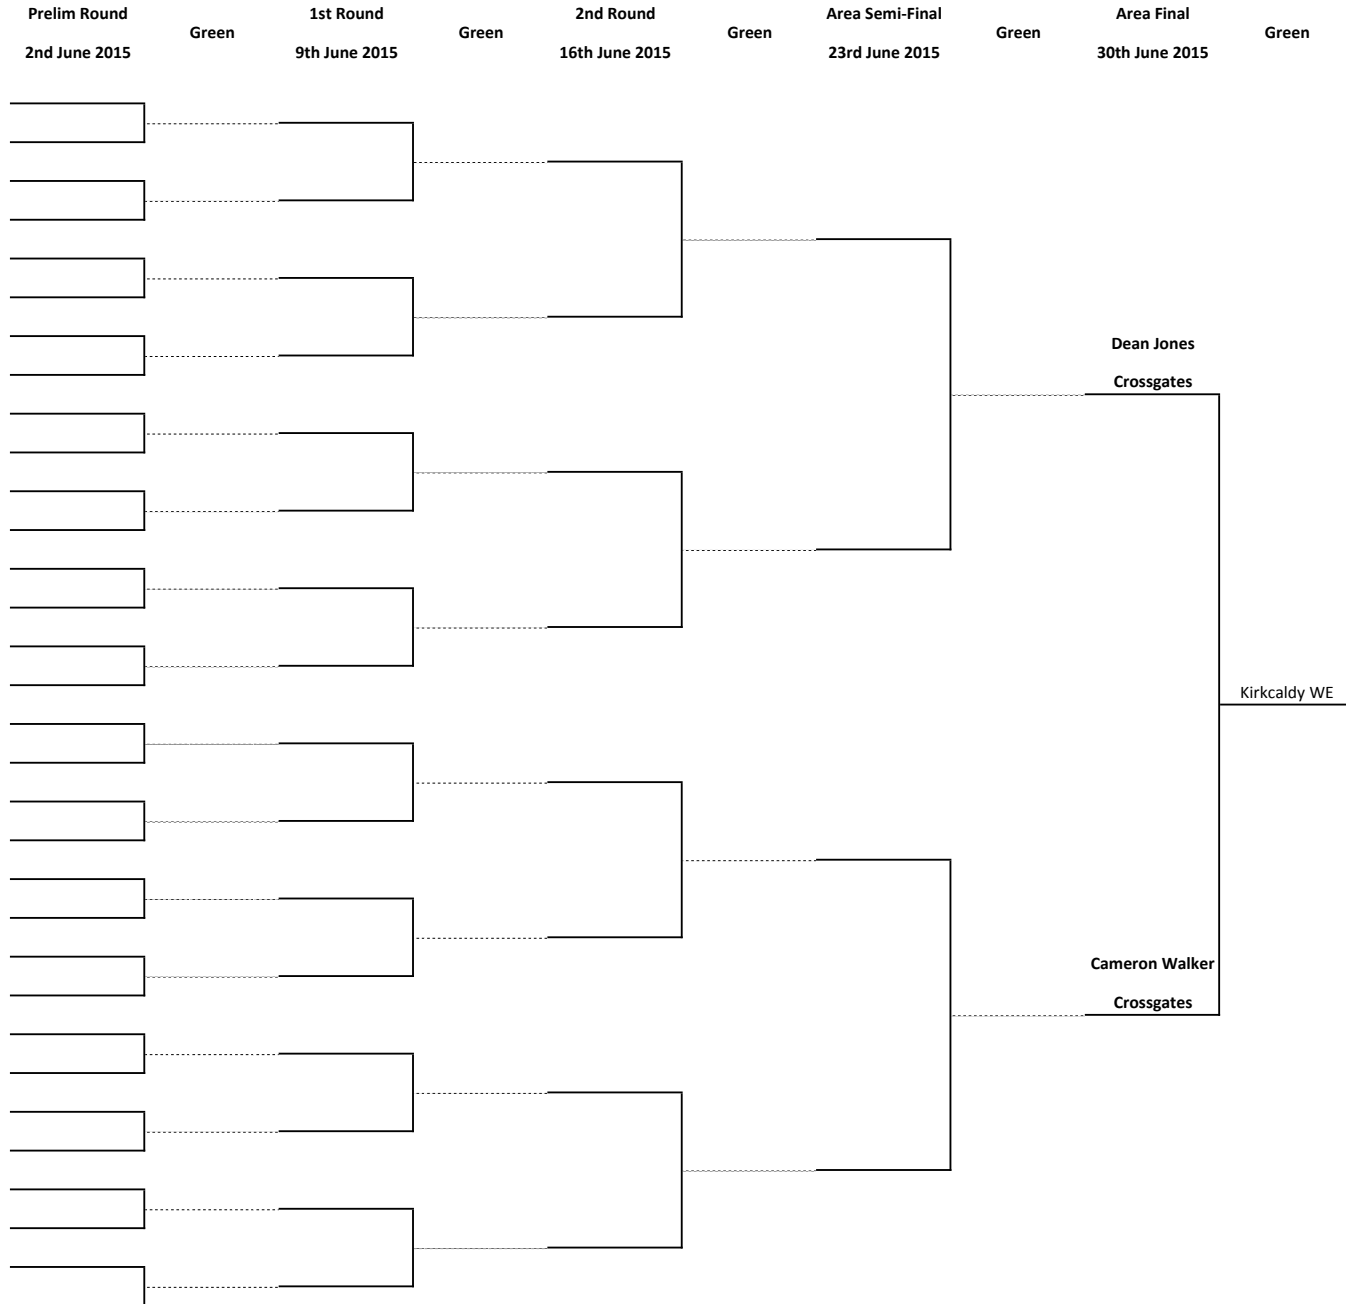 Prelim Round
2nd June 2015
Green
1st Round
9th June 2015
Green
2nd Round
16th June 2015
Green
Area Semi-Final
23rd June 2015
Green
Area Final
30th June 2015
Green
Dean Jones
Crossgates
Kirkcaldy WE
Cameron Walker
Crossgates